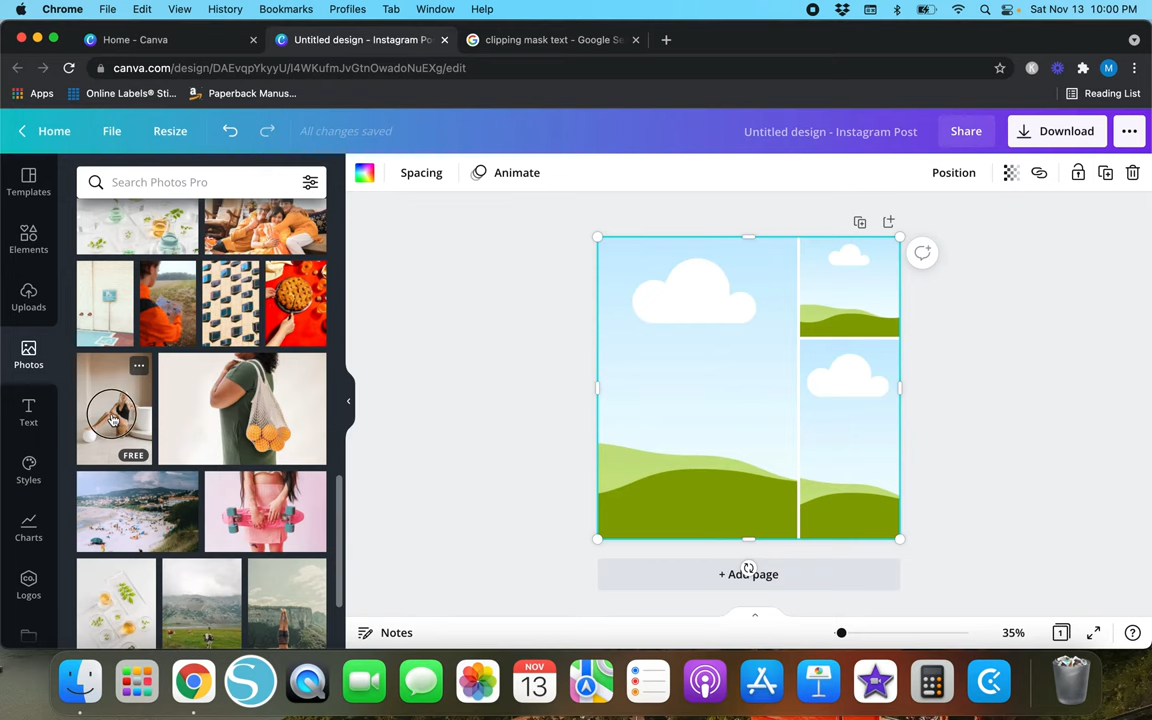 Chrome File Edit View History Bookmarks Profiles Tab Window Help Sat Nov 13 10:00 PM
Home - Canva Untitled design - Instagram Po clipping mask text - Google Se
canva.com/design/DAEvqpYkyyU/I4WKufmJvGtnOwadoNuEXg/edit K M
Apps Online Labels® Sti... Paperback Manus... Reading List
Home File Resize All changes saved Untitled design - Instagram Post Share Download
Search Photos Pro Spacing Animate Position
Templates
Elements
Uploads
Photos
Text
FREE
Styles
Charts
+ Add page
CO.
Logos
Notes 35% 1 ?
NOV
13